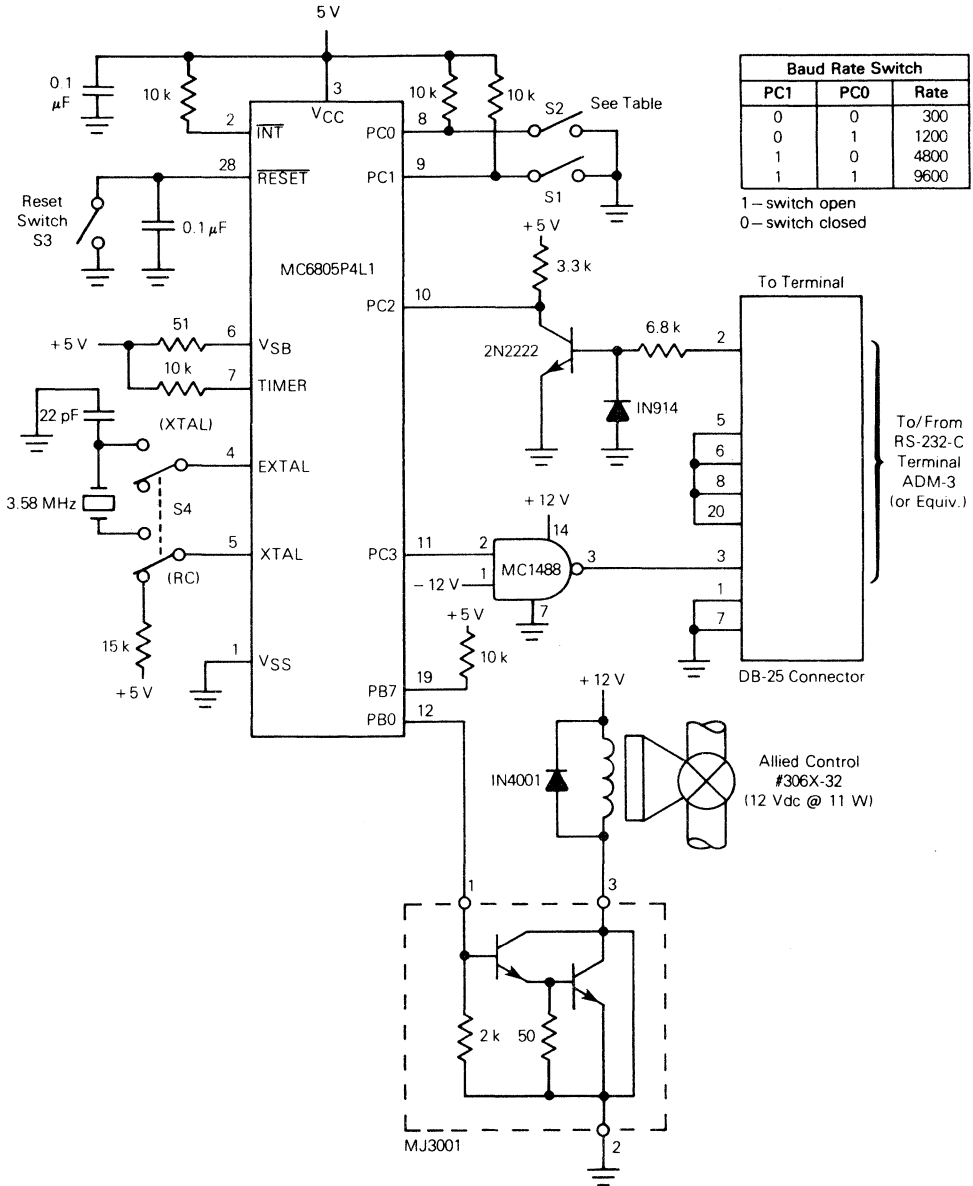 5 V
0.1
μF
10 k
3
VCC
10 k
10 k
S2
See Table
2
INT
PC0
8
28
RESET
PC1
9
S1
Reset
Switch
S3
0.1 μF
MC6805P4L1
Baud Rate Switch
PC1 PC0 Rate
0 0 300
0 1 1200
1 0 4800
1 1 9600
1 – switch open
0 – switch closed
+ 5 V
3.3 k
PC2
10
2N2222
6.8 k
IN914
To Terminal
2
5
6
8
20
3
1
7
DB-25 Connector
To/From
RS-232-C
Terminal
ADM-3
(or Equiv.)
+ 5 V
51
6
VSB
10 k
7
TIMER
22 pF
(XTAL)
4
EXTAL
3.58 MHz
S4
5
XTAL
(RC)
15 k
+ 5 V
1
VSS
PC3
11
2
– 12 V
1
+ 12 V
14
MC1488
3
7
+5 V
10 k
PB7
19
PB0
12
+ 12 V
IN4001
Allied Control
#306X-32
(12 Vdc @ 11 W)
1
3
2 k
50
MJ3001
2